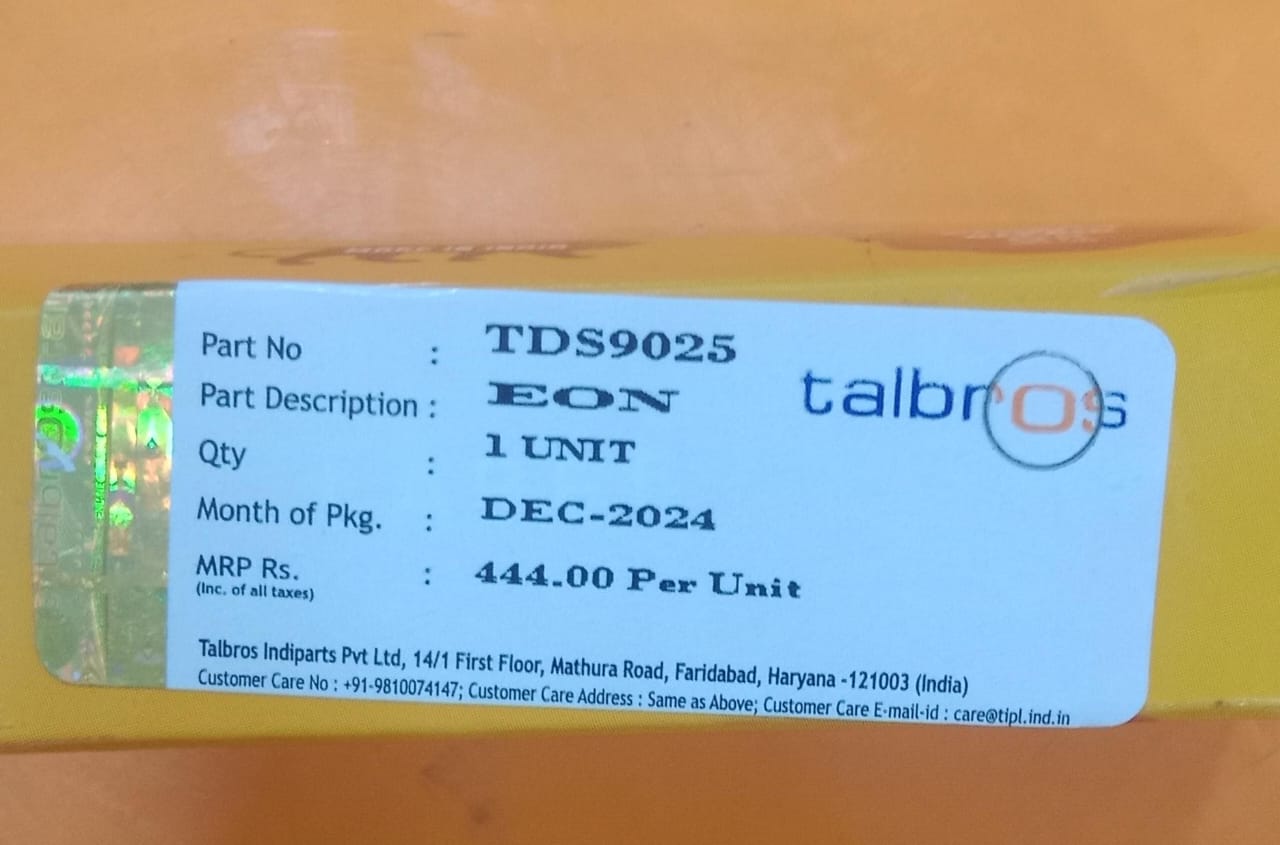 Part No : TDS9025
talbros
Part Description : EON
Qty : 1 UNIT
Month of Pkg. : DEC-2024
MRP Rs. : 444.00 Per Unit
(Inc. of all taxes)
Talbros Indiparts Pvt Ltd, 14/1 First Floor, Mathura Road, Faridabad, Haryana -121003 (India)
Customer Care No : +91-9810074147; Customer Care Address : Same as Above; Customer Care E-mail-id : care@tipl.ind.in
talbros